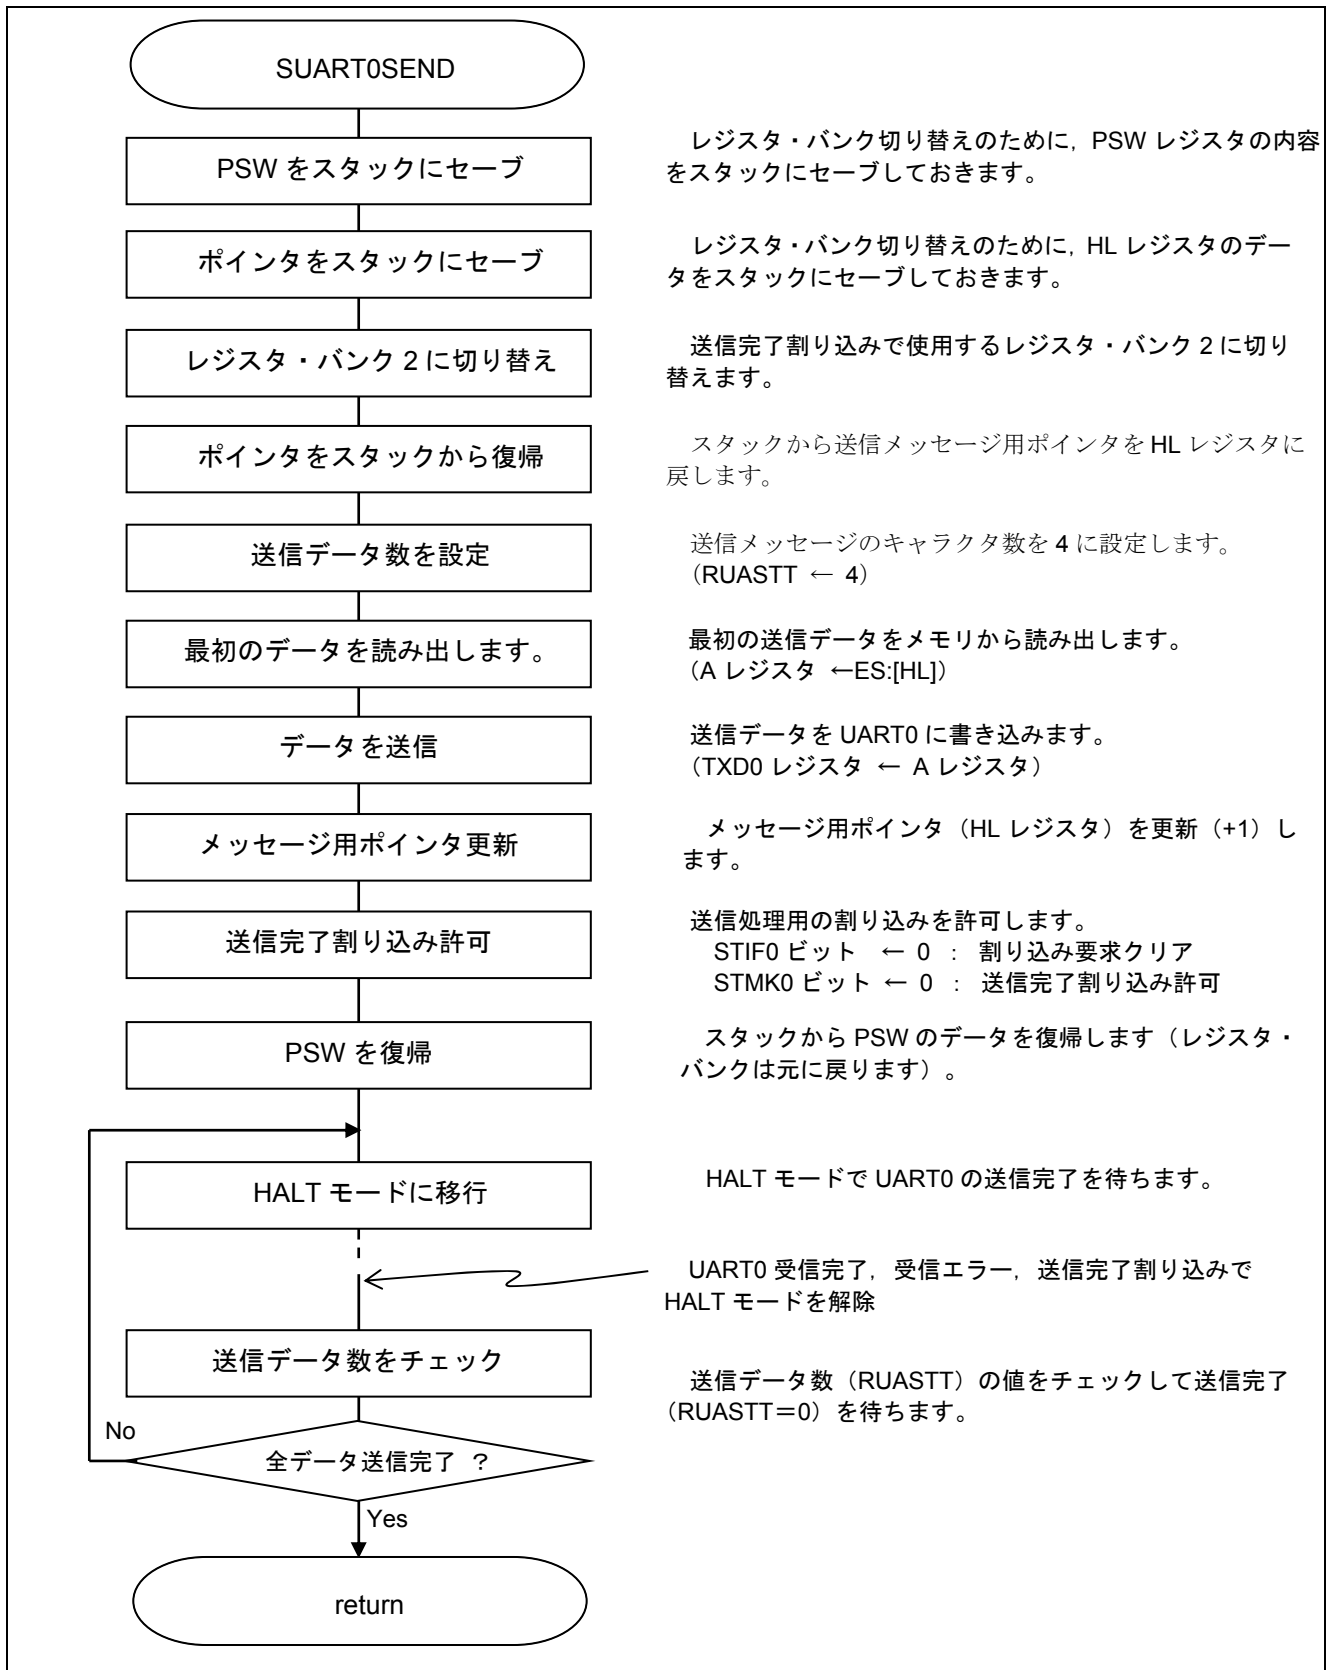 SUART0SEND
PSW をスタックにセーブ
レジスタ・バンク切り替えのために，PSW レジスタの内容
をスタックにセーブしておきます。
ポインタをスタックにセーブ
レジスタ・バンク切り替えのために，HL レジスタのデー
タをスタックにセーブしておきます。
レジスタ・バンク 2 に切り替え
送信完了割り込みで使用するレジスタ・バンク 2 に切り
替えます。
ポインタをスタックから復帰
スタックから送信メッセージ用ポインタを HL レジスタに
戻します。
送信データ数を設定
送信メッセージのキャラクタ数を 4 に設定します。
（RUASTT ← 4）
最初のデータを読み出します。
最初の送信データをメモリから読み出します。
（A レジスタ ←ES:[HL]）
データを送信
送信データを UART0 に書き込みます。
（TXD0 レジスタ ← A レジスタ）
メッセージ用ポインタ更新
メッセージ用ポインタ（HL レジスタ）を更新（+1）し
ます。
送信完了割り込み許可
送信処理用の割り込みを許可します。
STIF0 ビット ← 0 ： 割り込み要求クリア
STMK0 ビット ← 0 ： 送信完了割り込み許可
PSW を復帰
スタックから PSW のデータを復帰します（レジスタ・
バンクは元に戻ります）。
HALT モードに移行
HALT モードで UART0 の送信完了を待ちます。
UART0 受信完了，受信エラー，送信完了割り込みで
HALT モードを解除
送信データ数をチェック
送信データ数（RUASTT）の値をチェックして送信完了
（RUASTT＝0）を待ちます。
No
全データ送信完了 ？
Yes
return